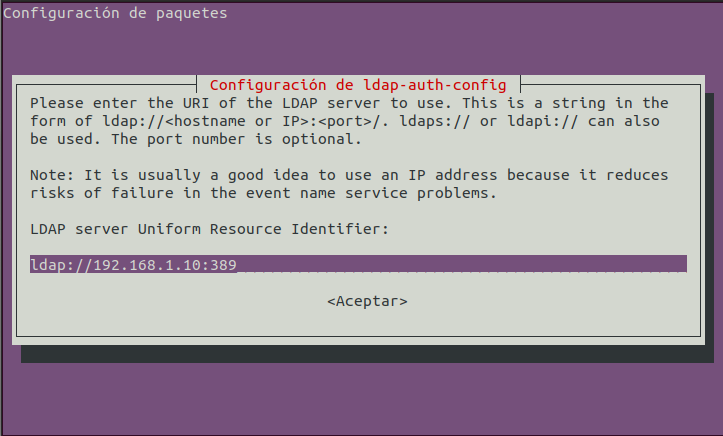 Configuración de paquetes
Configuración de ldap-auth-config
Please enter the URI of the LDAP server to use. This is a string in the
form of ldap://<hostname or IP>:<port>/. ldaps:// or ldapi:// can also
be used. The port number is optional.
Note: It is usually a good idea to use an IP address because it reduces
risks of failure in the event name service problems.
LDAP server Uniform Resource Identifier:
ldap://192.168.1.10:389
<Aceptar>